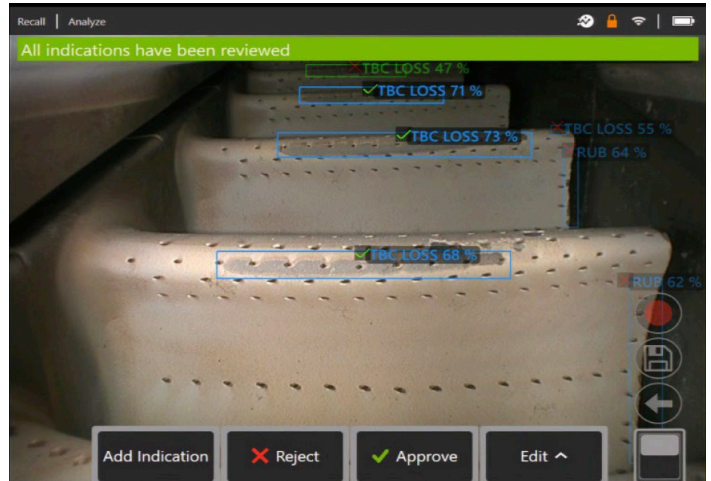 Recall | Analyze
All indications have been reviewed
TBC LOSS 47 %
TBC LOSS 71 %
TBC LOSS 73 %
TBC LOSS 55 %
RUB 64 %
TBC LOSS 68 %
RUB 62 %
Add Indication
Reject
Approve
Edit